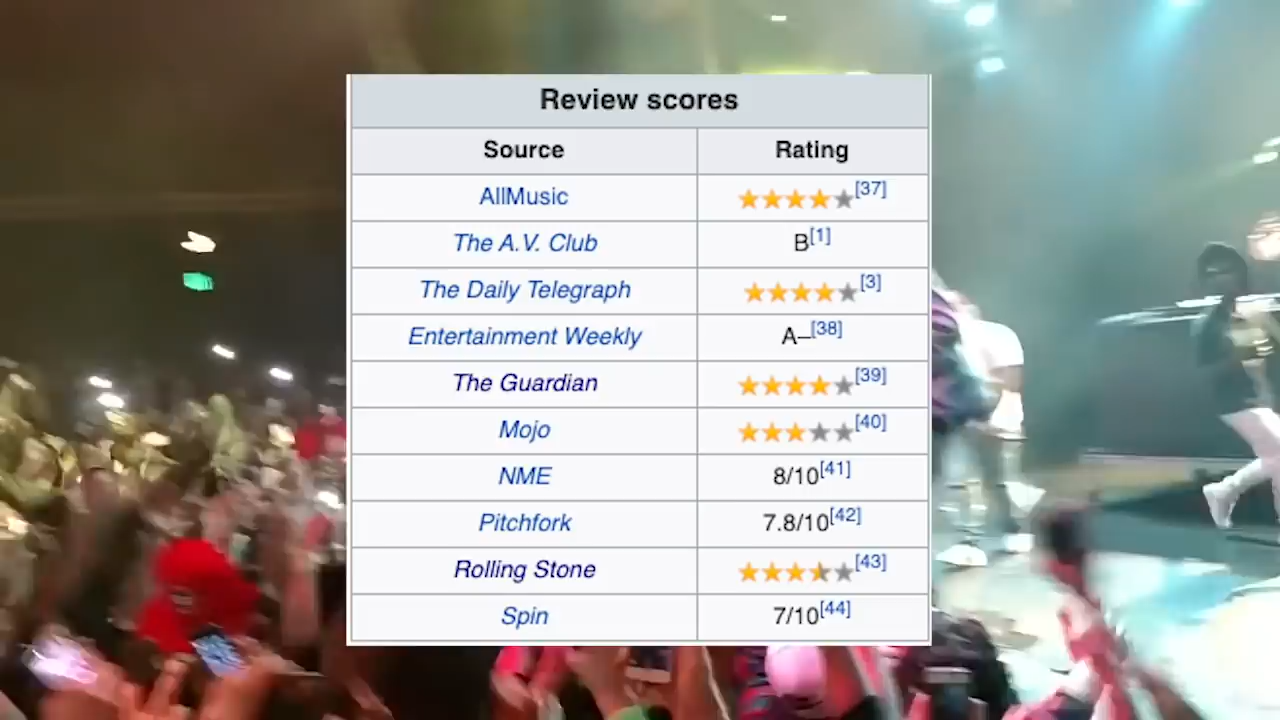 Review scores
Source Rating
AllMusic ★★★★★[37]
The A.V. Club B[1]
The Daily Telegraph ★★★★★[3]
Entertainment Weekly A–[38]
The Guardian ★★★★★[39]
Mojo ★★★★★[40]
NME 8/10[41]
Pitchfork 7.8/10[42]
Rolling Stone ★★★★★[43]
Spin 7/10[44]